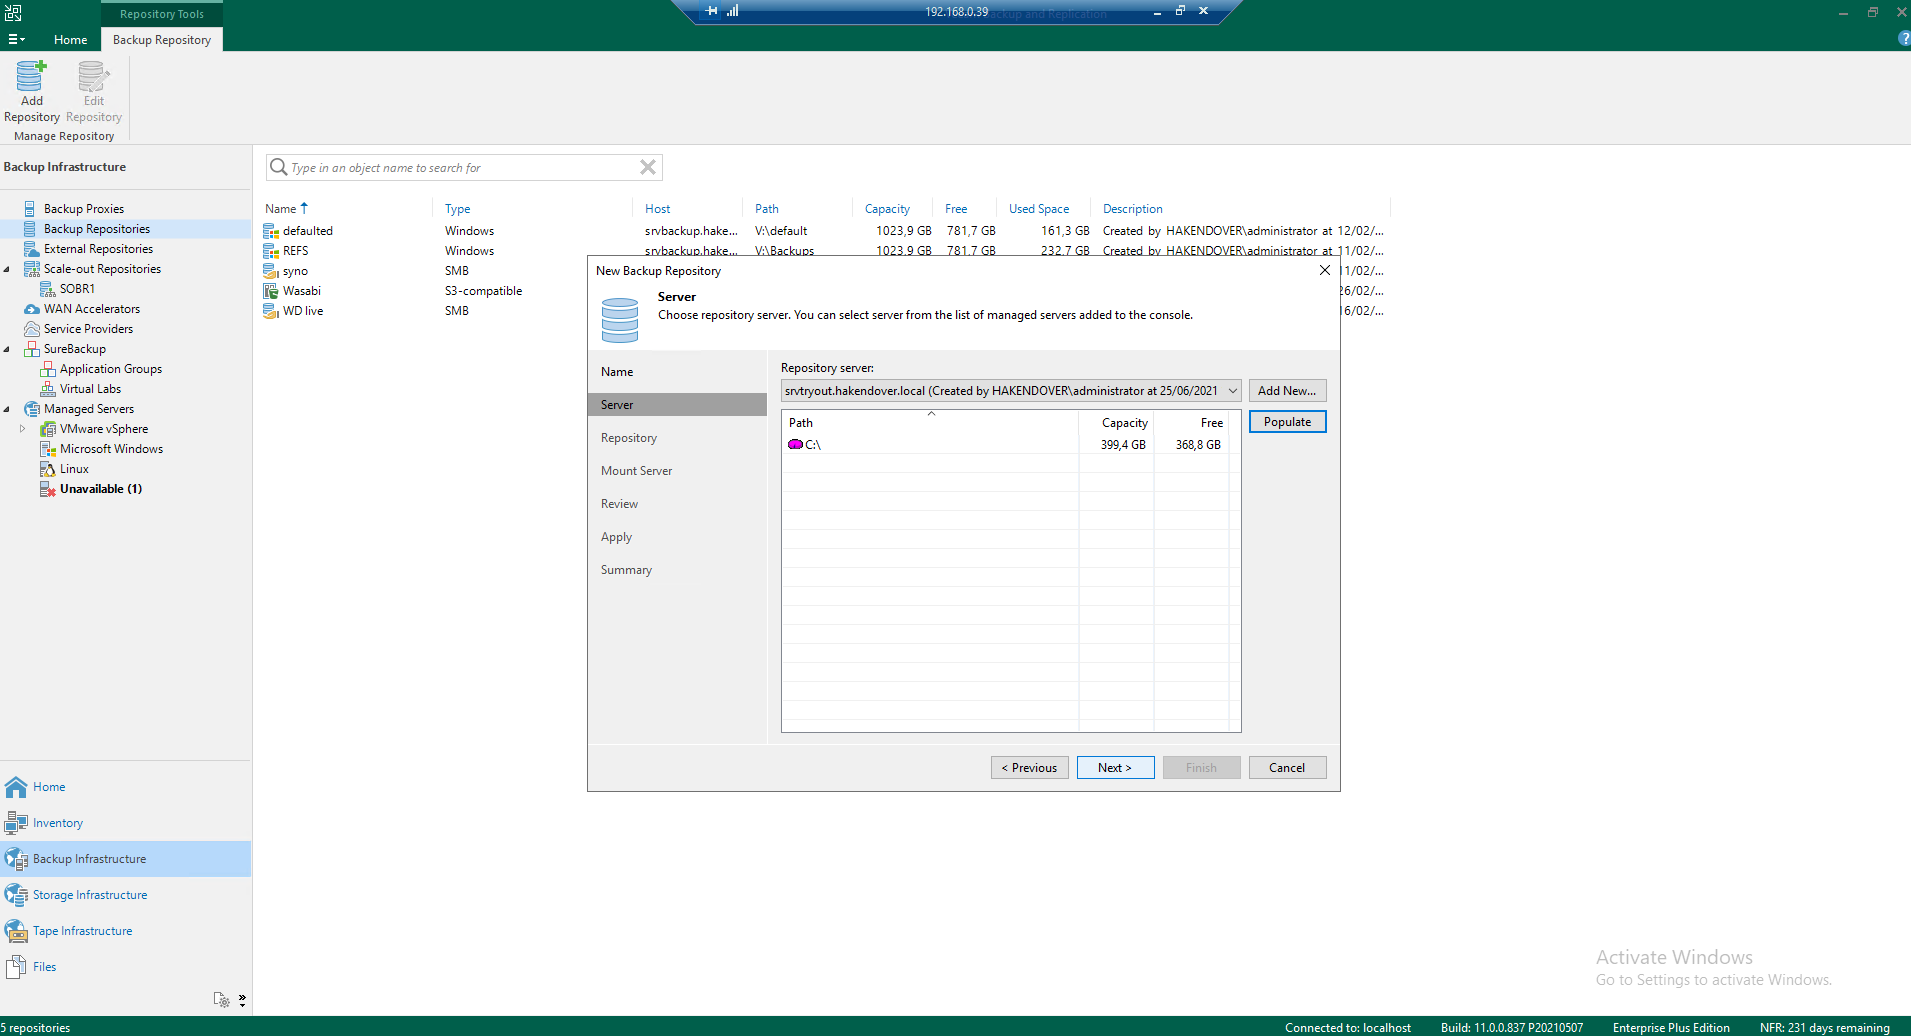 Repository Tools
192.168.0.39
Backup and Replication
Home
Backup Repository
Add
Repository
Edit
Repository
Manage Repository
Backup Infrastructure
Type in an object name to search for
Backup Proxies
Backup Repositories
External Repositories
Scale-out Repositories
SOBR1
WAN Accelerators
Service Providers
SureBackup
Application Groups
Virtual Labs
Managed Servers
VMware vSphere
Microsoft Windows
Linux
Unavailable (1)
Name Type Host Path Capacity Free Used Space Description
defaulted Windows srvbackup.hake... V:\default 1023,9 GB 781,7 GB 161,3 GB Created by HAKENDOVER\administrator at 12/02/...
REFS Windows srvbackup.hake... V:\Backups 1023,9 GB 781,7 GB 232,7 GB Created by HAKENDOVER\administrator at 11/02/...
syno SMB 11/02/...
Wasabi S3-compatible 26/02/...
WD live SMB 16/02/...
New Backup Repository
Server
Choose repository server. You can select server from the list of managed servers added to the console.
Name
Server
Repository
Mount Server
Review
Apply
Summary
Repository server:
srvtryout.hakendover.local (Created by HAKENDOVER\administrator at 25/06/2021
Add New...
Populate
Path Capacity Free
C:\ 399,4 GB 368,8 GB
< Previous
Next >
Finish
Cancel
Home
Inventory
Backup Infrastructure
Storage Infrastructure
Tape Infrastructure
Files
Activate Windows
Go to Settings to activate Windows.
5 repositories
Connected to: localhost
Build: 11.0.0.837 P20210507
Enterprise Plus Edition
NFR: 231 days remaining